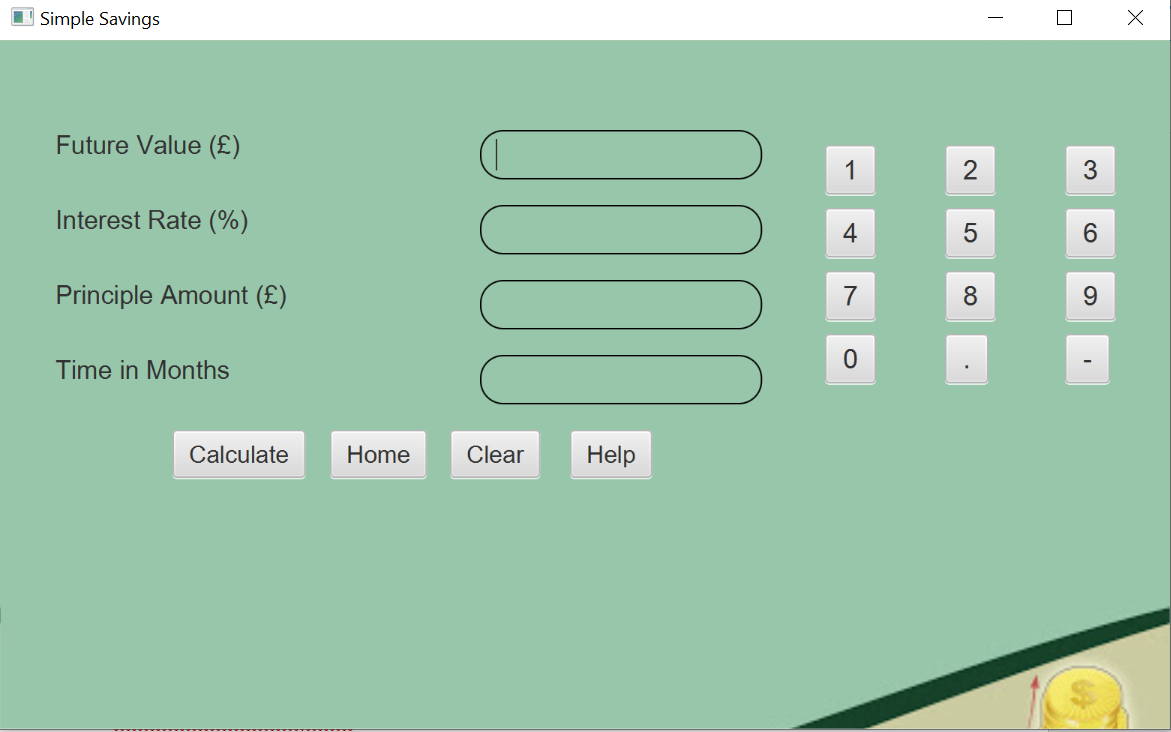 Simple Savings
Future Value (£)
Interest Rate (%)
Principle Amount (£)
Time in Months
1 2 3
4 5 6
7 8 9
0 . -
Calculate Home Clear Help
$